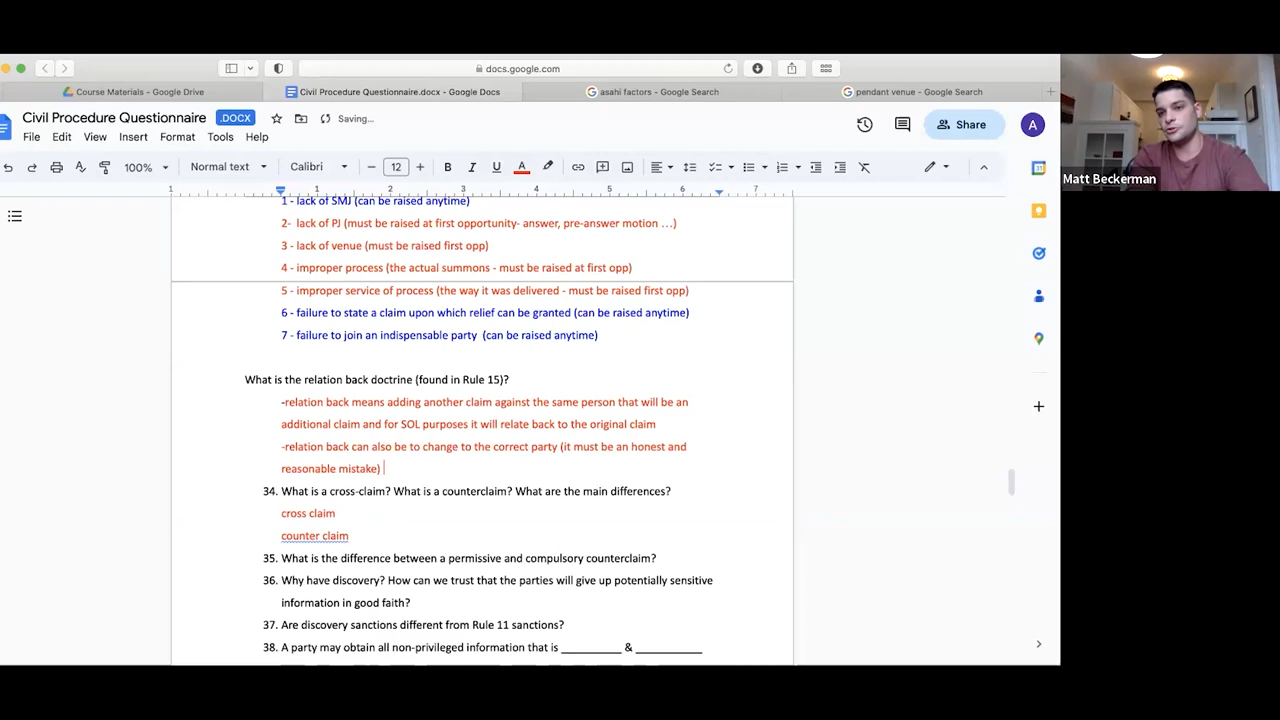 docs.google.com
Course Materials – Google Drive
Civil Procedure Questionnaire.docx - Google Docs
asahi factors - Google Search
pendant venue - Google Search
Civil Procedure Questionnaire .DOCX Saving...
File Edit View Insert Format Tools Help
Share
A
100% Normal text Calibri 12 B I U A
1 1 2 3 4 5 6 7
1 - lack of SMJ (can be raised anytime)
2- lack of PJ (must be raised at first opportunity- answer, pre-answer motion ...)
3 - lack of venue (must be raised first opp)
4 - improper process (the actual summons - must be raised at first opp)
5 - improper service of process (the way it was delivered - must be raised first opp)
6 - failure to state a claim upon which relief can be granted (can be raised anytime)
7 - failure to join an indispensable party (can be raised anytime)
What is the relation back doctrine (found in Rule 15)?
-relation back means adding another claim against the same person that will be an
additional claim and for SOL purposes it will relate back to the original claim
-relation back can also be to change to the correct party (it must be an honest and
reasonable mistake)
34. What is a cross-claim? What is a counterclaim? What are the main differences?
cross claim
counter claim
35. What is the difference between a permissive and compulsory counterclaim?
36. Why have discovery? How can we trust that the parties will give up potentially sensitive
information in good faith?
37. Are discovery sanctions different from Rule 11 sanctions?
38. A party may obtain all non-privileged information that is __________ & ___________
Matt Beckerman